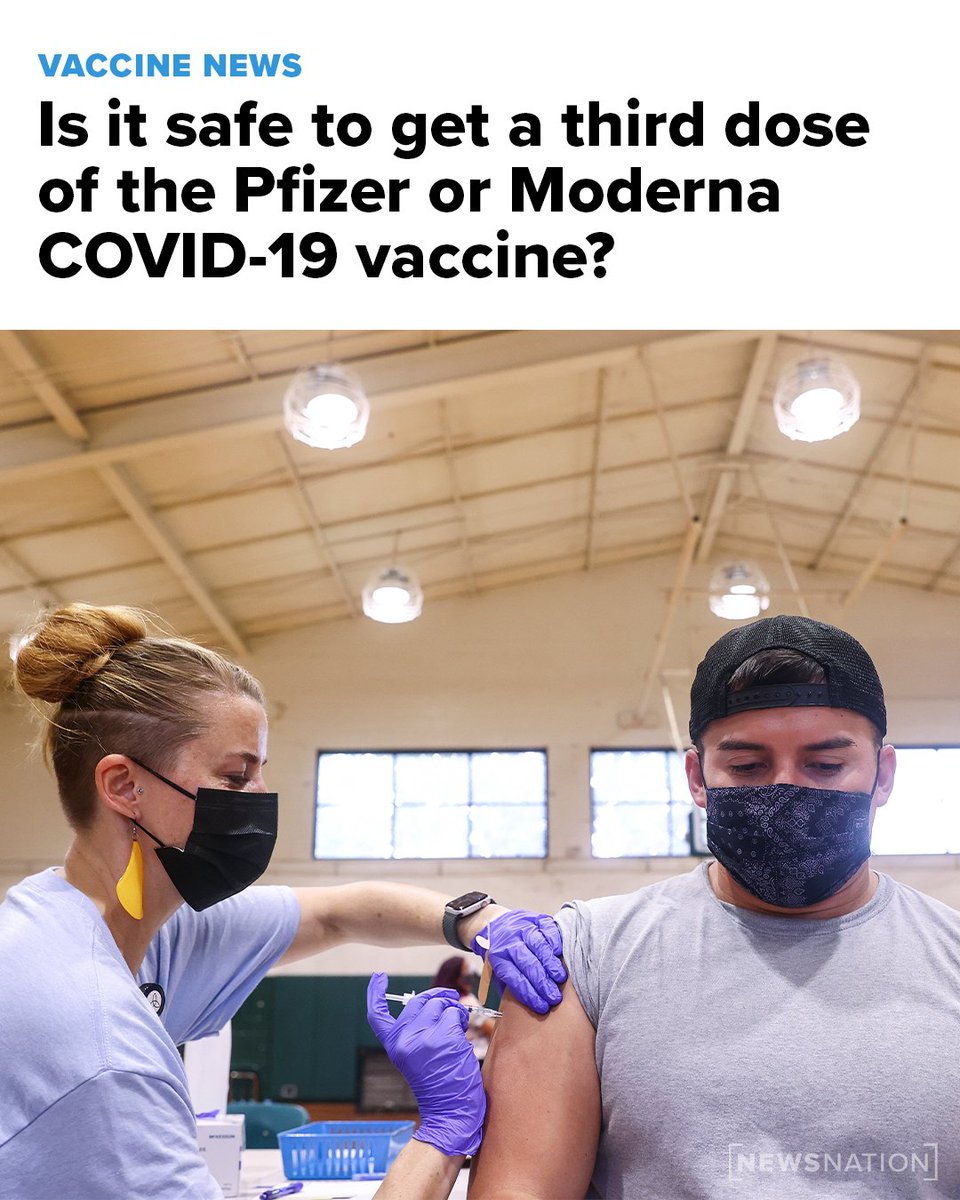 VACCINE NEWS
Is it safe to get a third dose
of the Pfizer or Moderna
COVID-19 vaccine?
[NEWSNATION]